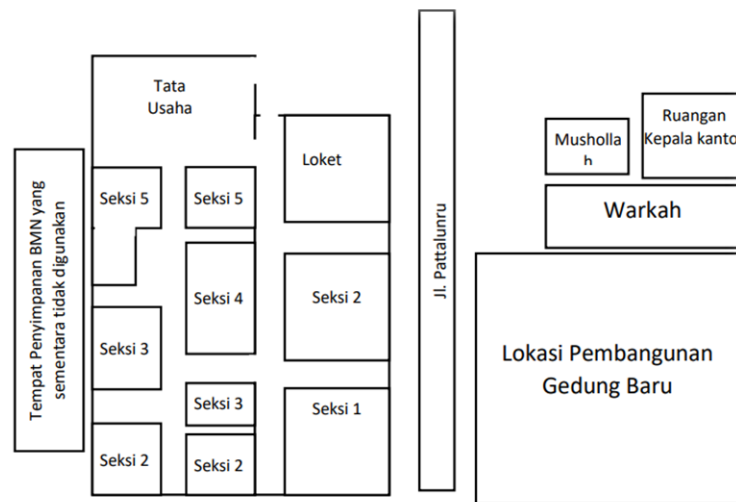 Tata
Usaha
Loket
Seksi 5
Seksi 5
Seksi 4
Seksi 2
Seksi 3
Seksi 3
Seksi 1
Seksi 2
Seksi 2
Tempat Penyimpanan BMN yang
sementara tidak digunakan
Jl. Pattalunru
Mushollah
Ruangan
Kepala kanto
Warkah
Lokasi Pembangunan
Gedung Baru